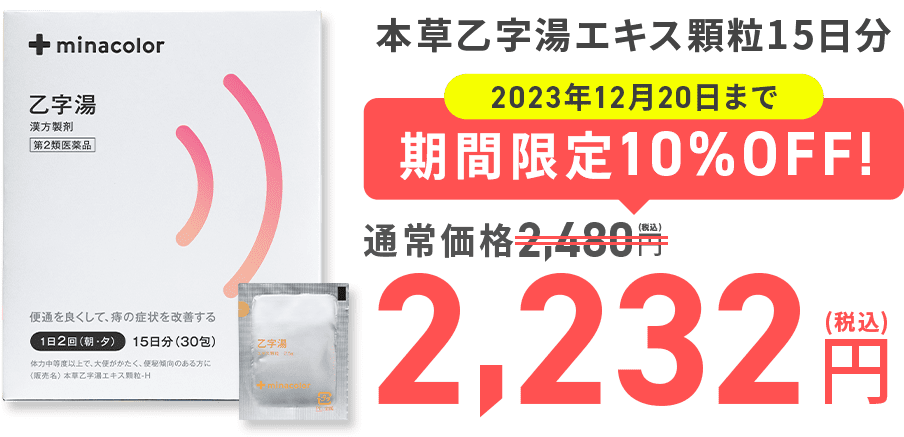 minacolor
乙字湯
漢方製剤
第2類医薬品
便通を良くして、痔の症状を改善する
1日2回（朝・夕） 15日分（30包）
体力中等度以上で、大便がかたく、便秘傾向のある方に
（販売名）本草乙字湯エキス顆粒-H
乙字湯
minacolor
本草乙字湯エキス顆粒15日分
2023年12月20日まで
期間限定10%OFF!
通常価格2,480円(税込)
2,232円(税込)